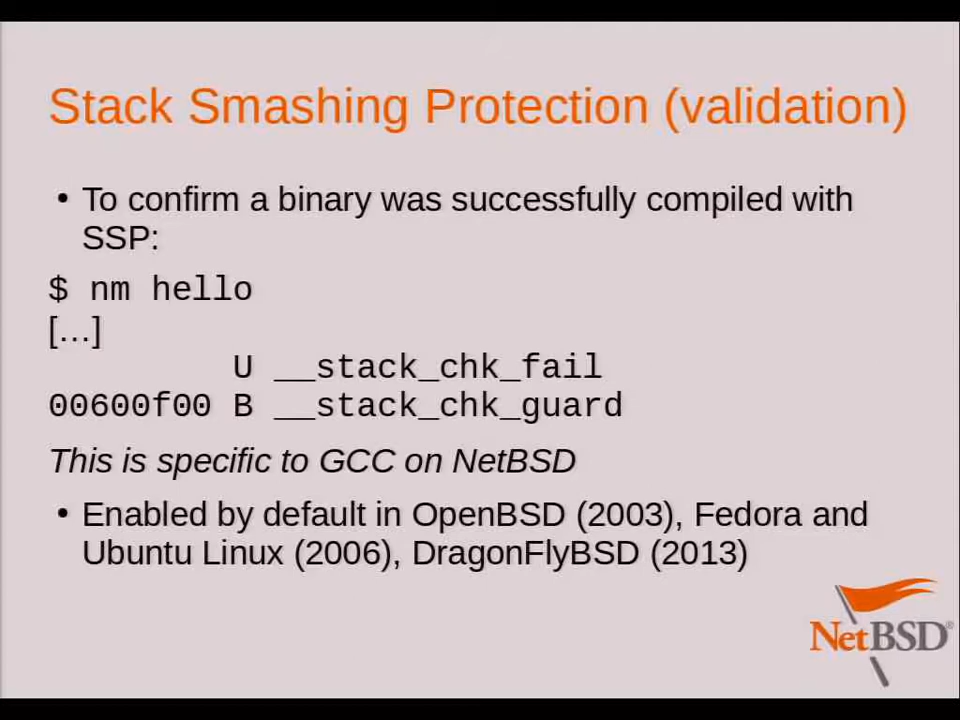 Stack Smashing Protection (validation)
• To confirm a binary was successfully compiled with
SSP:
$ nm hello
[…]
U __stack_chk_fail
00600f00 B __stack_chk_guard
This is specific to GCC on NetBSD
• Enabled by default in OpenBSD (2003), Fedora and
Ubuntu Linux (2006), DragonFlyBSD (2013)
NetBSD®